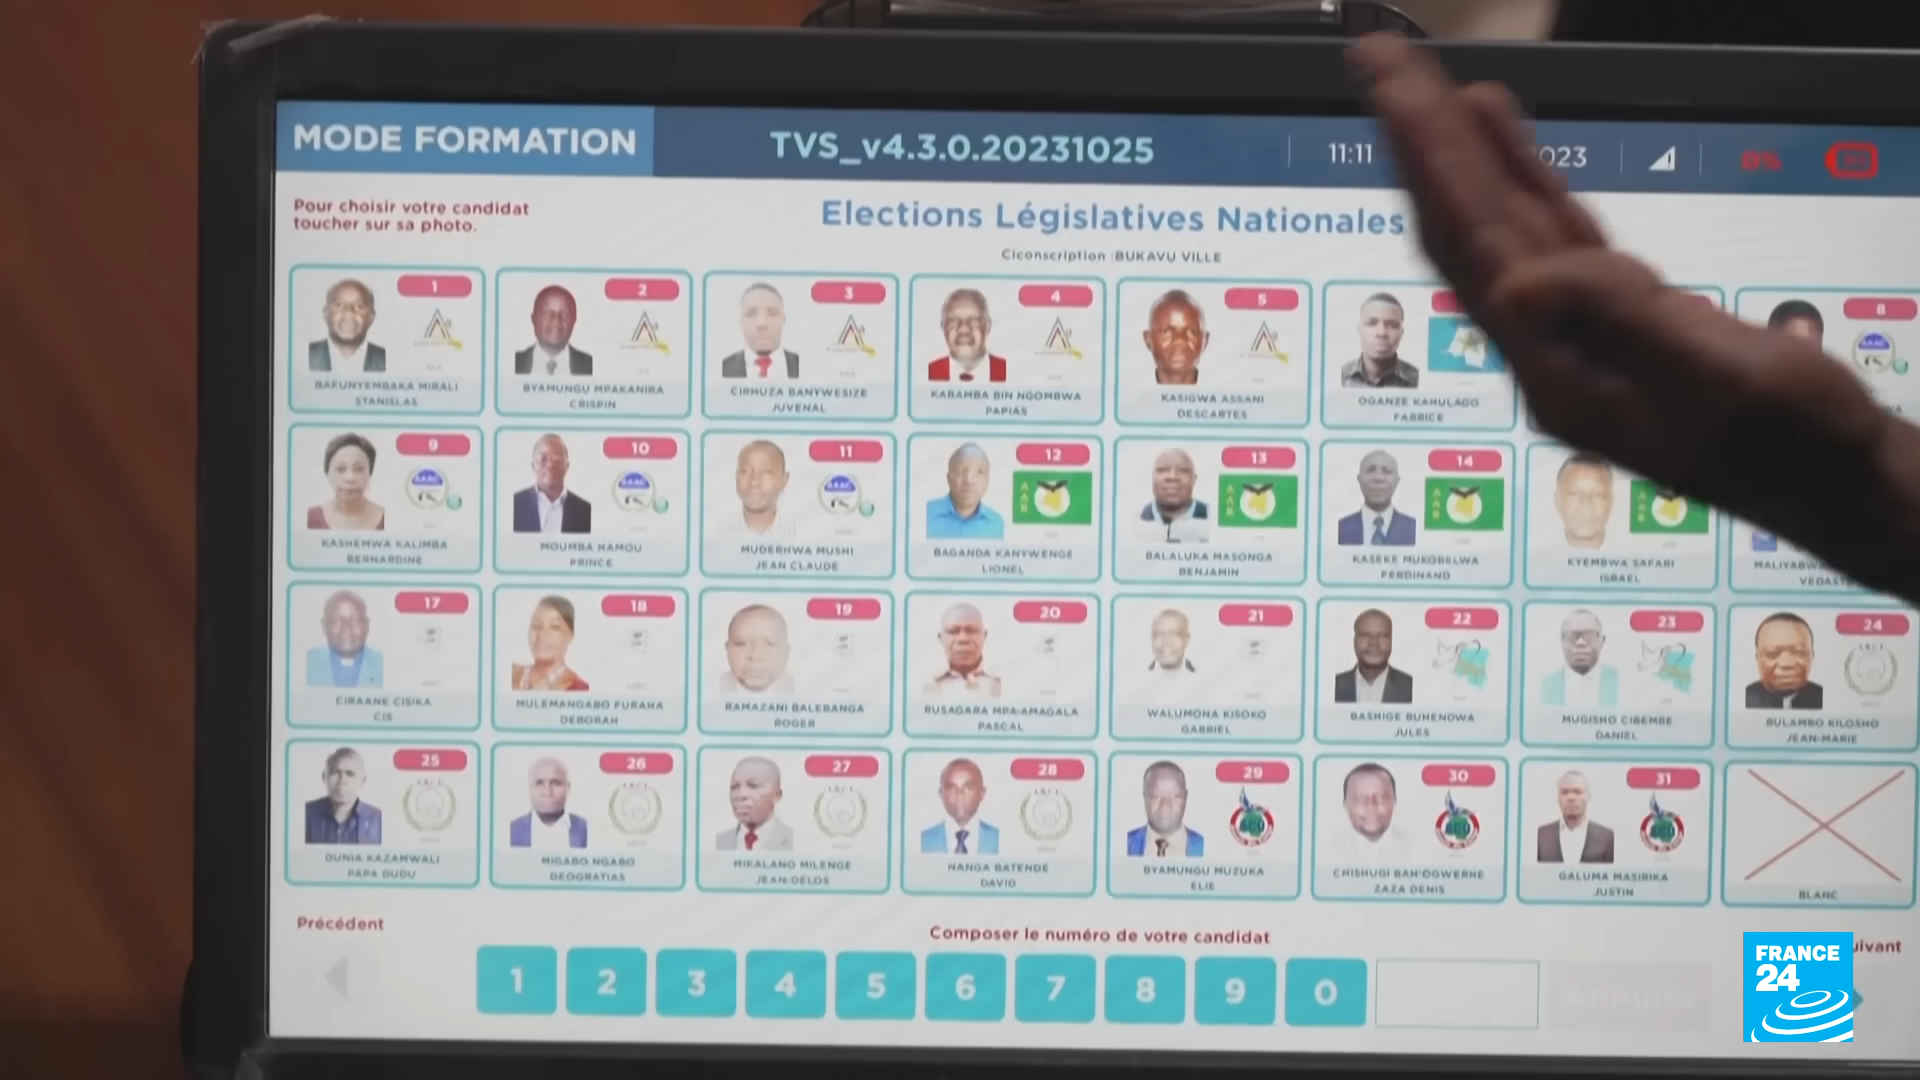 MODE FORMATION
TVS_v4.3.0.20231025
11:11
023
0%
Pour choisir votre candidat
toucher sur sa photo.
Elections Législatives Nationales
Ciconscription :BUKAVU VILLE
1
2
3
4
5
8
BAFUNYEMBAKA MIRALI
STANISLAS
BYAMUNGU MPAKANIRA
CRISPIN
CIRHUZA BANYWESIZE
JUVENAL
KABAMBA BIN NGOMBWA
PAPIAS
KASIGWA ASSANI
DESCARTES
OGANZE KAHULAGO
FABRICE
9
10
11
12
13
14
KASHEMWA KALIMBA
BERNARDINE
MOUMBA HAMOU
PRINCE
MUDERHWA MUSHI
JEAN CLAUDE
BAGANDA KANYWENGE
LIONEL
BALALUKA MASONGA
BENJAMIN
KASEKE MUKOBELWA
FERDINAND
KYEMBWA SAFARI
ISRAEL
MALIYABW
VEDAST
17
18
19
20
21
22
23
24
CIBAANE CISIKA
CIS
MULEMANGABO FURAHA
DEBORAH
RAMAZANI BALEBANGA
ROGER
RUSAGARA MPA-AMAGALA
PASCAL
WALUMONA KISOKO
GABRIEL
BASHIGE BUHENDWA
JULES
MUGISHO CIBEMBE
DANIEL
BULAMBO KILOSHO
JEAN-MARIE
25
26
27
28
29
30
31
DUNIA KAZAMWALI
PAPA DUDU
MIGABO NGABO
DEOGRATIAS
MIKALANO MILENGE
JEAN-DELOS
NANGA BATENDE
DAVID
BYAMUNGU MUZUKA
ELIE
CHISHUGI BAH'OGWERHE
ZAZA DENIS
GALUMA MASIRIKA
JUSTIN
BLANC
Précédent
Composer le numéro de votre candidat
uivant
1 2 3 4 5 6 7 8 9 0
Annuler
FRANCE
24